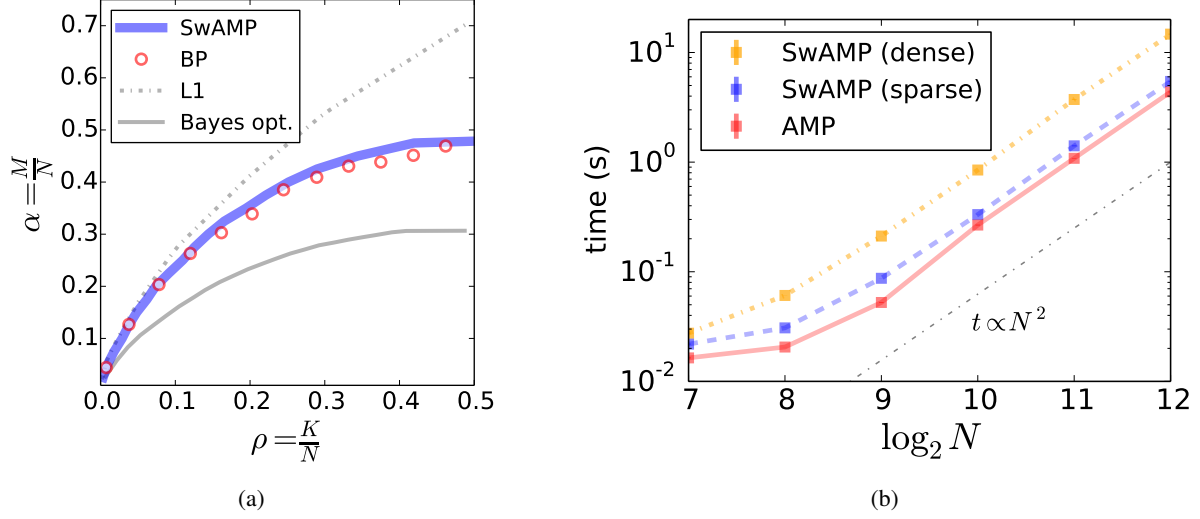 0.7
0.6
0.5
0.4
0.3
0.2
0.1
α = M/N
SwAMP
BP
L1
Bayes opt.
0.0 0.1 0.2 0.3 0.4 0.5
ρ = K/N
(a)
10^1
10^0
10^-1
10^-2
time (s)
SwAMP (dense)
SwAMP (sparse)
AMP
t ∝ N^2
7 8 9 10 11 12
log_2 N
(b)